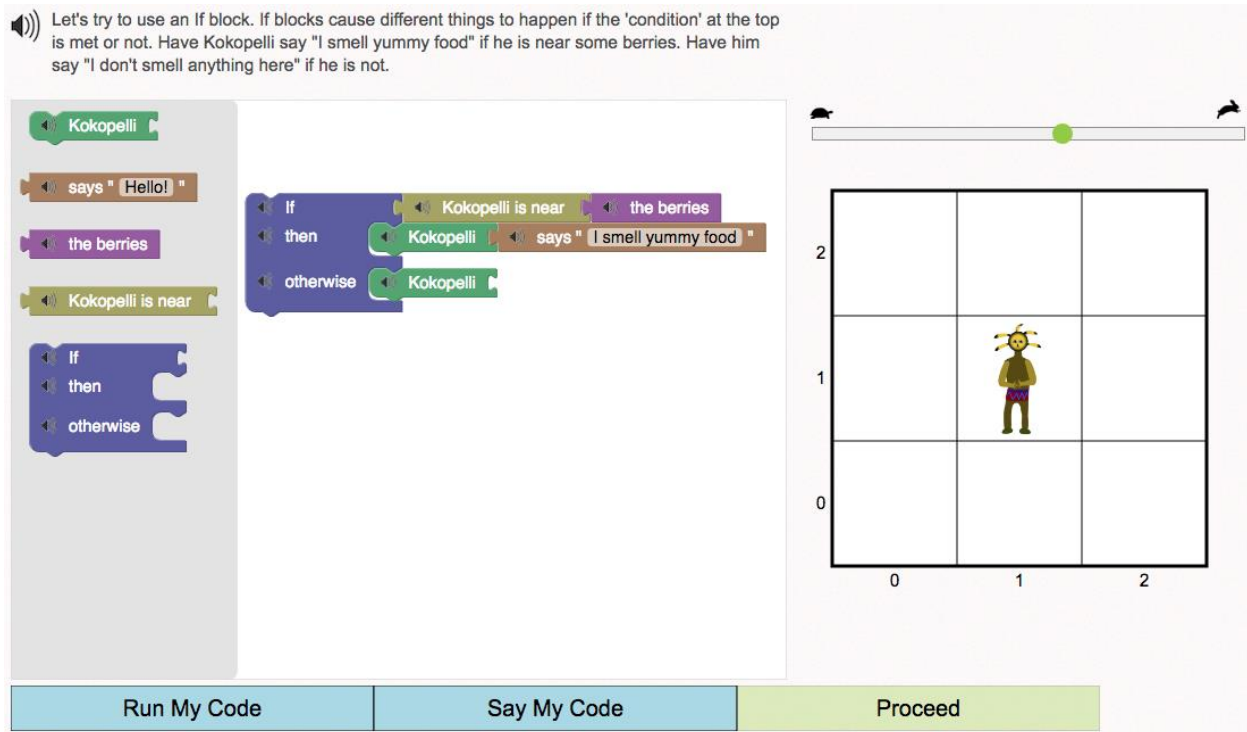 Let's try to use an If block. If blocks cause different things to happen if the 'condition' at the top
is met or not. Have Kokopelli say "I smell yummy food" if he is near some berries. Have him
say "I don't smell anything here" if he is not.
Kokopelli
says " Hello! "
the berries
Kokopelli is near
If
then
otherwise
If Kokopelli is near the berries
then Kokopelli says " I smell yummy food "
otherwise Kokopelli
2
1
0
0 1 2
Run My Code Say My Code Proceed